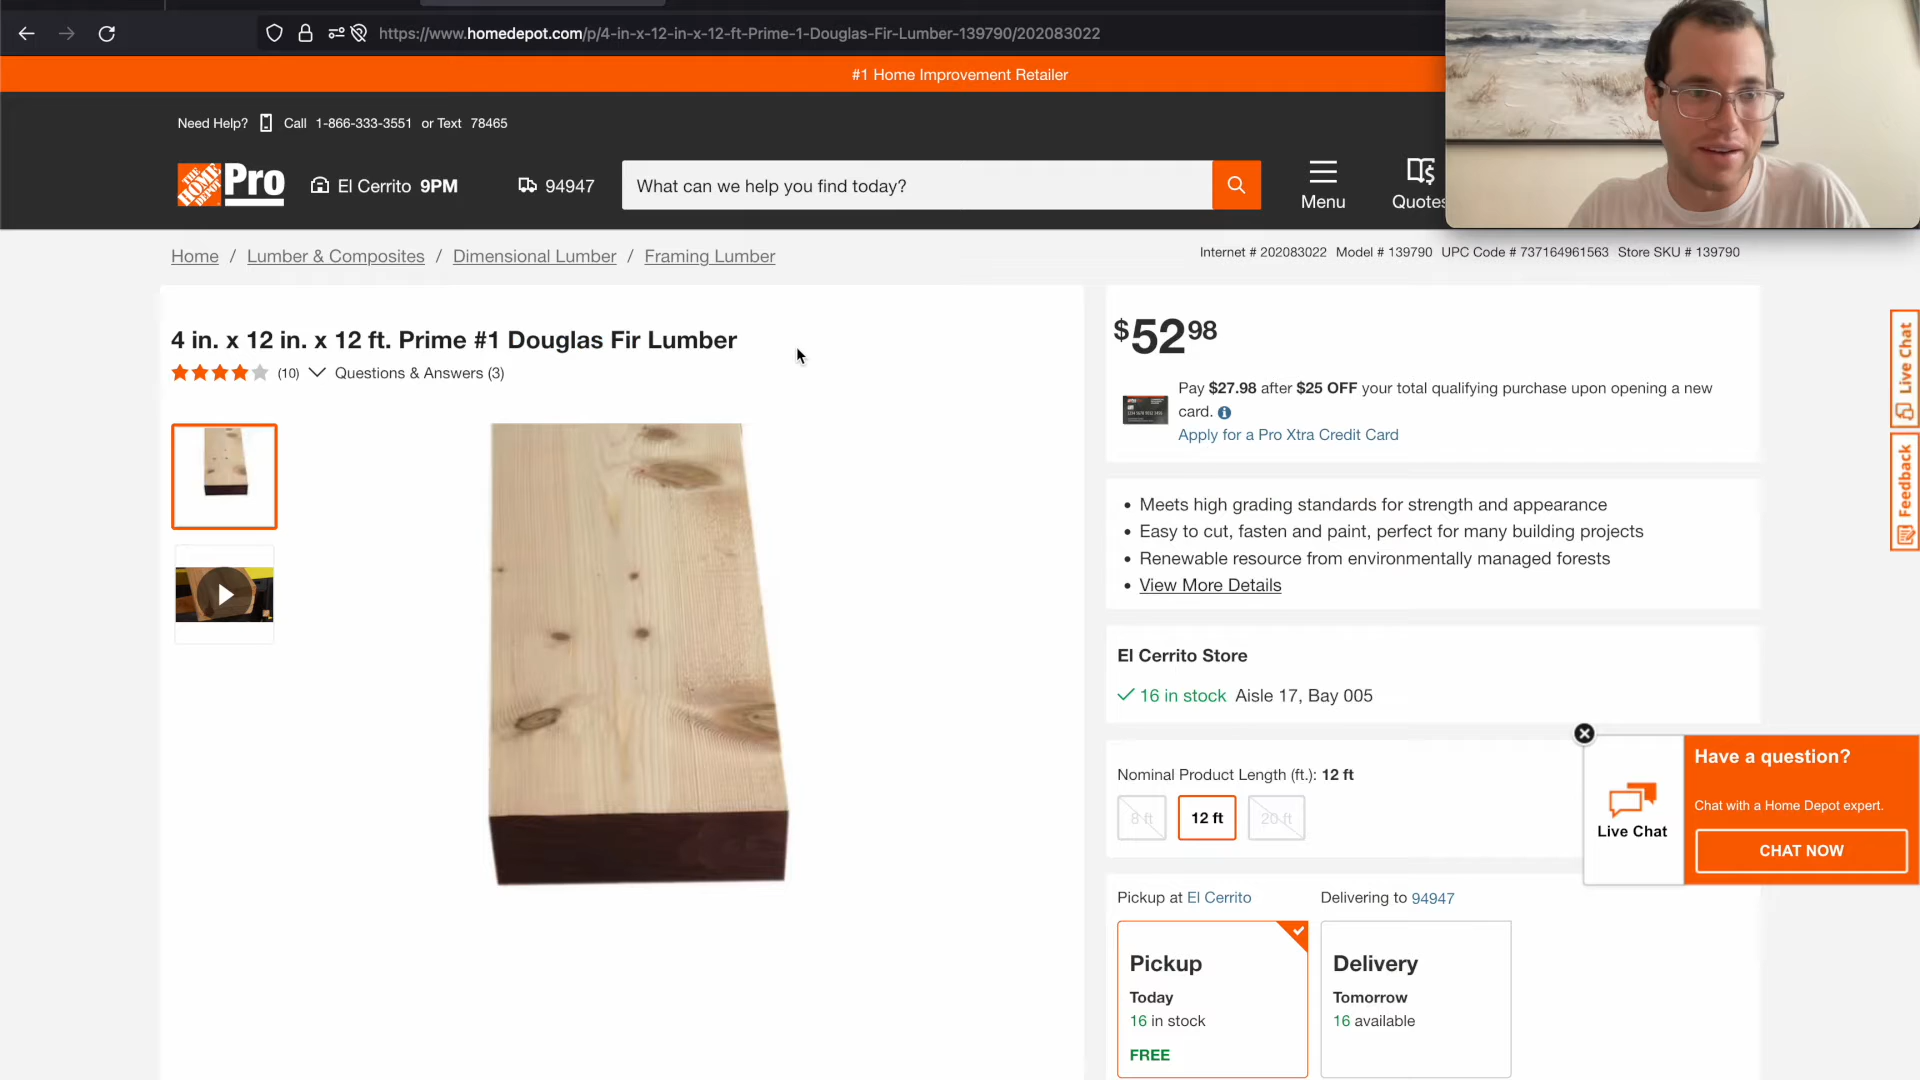 https://www.homedepot.com/p/4-in-x-12-in-x-12-ft-Prime-1-Douglas-Fir-Lumber-139790/202083022
#1 Home Improvement Retailer
Need Help? Call 1-866-333-3551 or Text 78465
THE HOME DEPOT Pro
El Cerrito 9PM
94947
What can we help you find today?
Menu
Quotes
Home / Lumber & Composites / Dimensional Lumber / Framing Lumber
Internet # 202083022 Model # 139790 UPC Code # 737164961563 Store SKU # 139790
4 in. x 12 in. x 12 ft. Prime #1 Douglas Fir Lumber
(10) Questions & Answers (3)
$52 98
Pay $27.98 after $25 OFF your total qualifying purchase upon opening a new
card.
Apply for a Pro Xtra Credit Card
Meets high grading standards for strength and appearance
Easy to cut, fasten and paint, perfect for many building projects
Renewable resource from environmentally managed forests
View More Details
El Cerrito Store
16 in stock Aisle 17, Bay 005
Nominal Product Length (ft.): 12 ft
8 ft
12 ft
20 ft
Pickup at El Cerrito
Delivering to 94947
Pickup
Today
16 in stock
FREE
Delivery
Tomorrow
16 available
Live Chat
Feedback
Live Chat
Have a question?
Chat with a Home Depot expert.
CHAT NOW